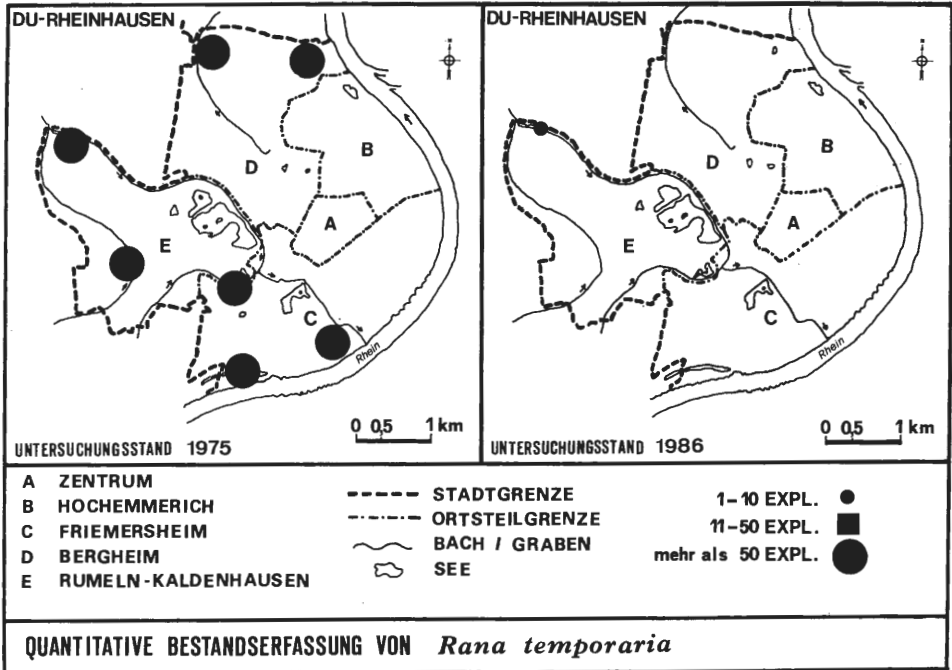 DU-RHEINHAUSEN
N
D
B
A
E
C
Rhein
0 0,5 1 km
UNTERSUCHUNGSSTAND 1975
DU-RHEINHAUSEN
N
D
B
A
E
C
Rhein
0 0,5 1 km
UNTERSUCHUNGSSTAND 1986
A ZENTRUM
B HOCHEMMERICH
C FRIEMERSHEIM
D BERGHEIM
E RUMELN-KALDENHAUSEN
STADTGRENZE
ORTSTEILGRENZE
BACH / GRABEN
SEE
1-10 EXPL.
11-50 EXPL.
mehr als 50 EXPL.
QUANTITATIVE BESTANDSERFASSUNG VON Rana temporaria